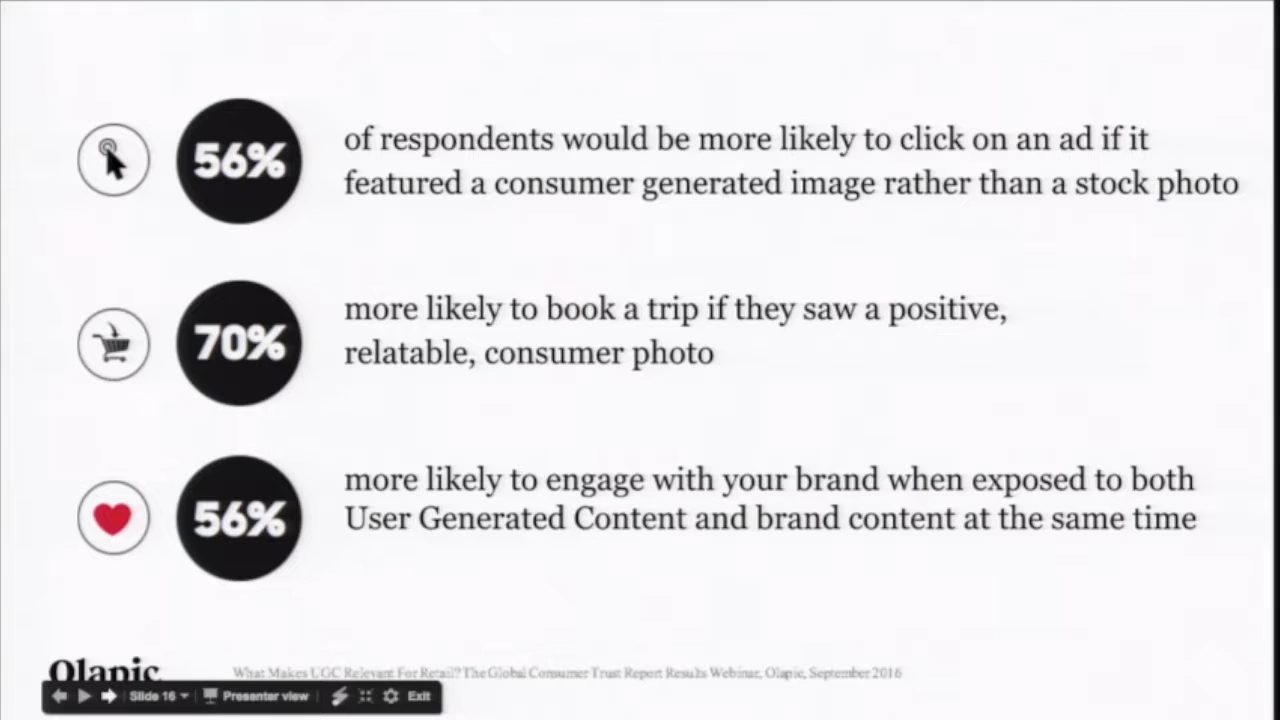 56%
of respondents would be more likely to click on an ad if it
featured a consumer generated image rather than a stock photo
70%
more likely to book a trip if they saw a positive,
relatable, consumer photo
56%
more likely to engage with your brand when exposed to both
User Generated Content and brand content at the same time
Olapic
What Makes UGC Relevant For Retail? The Global Consumer Trust Report Results Webinar, Olapic, September 2016
Slide 16
Presenter view
Exit